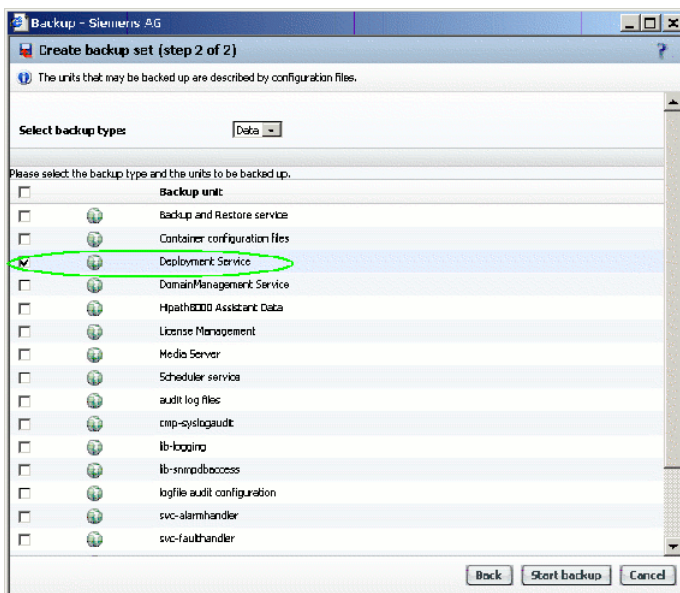 Backup - Siemens AG
Create backup set (step 2 of 2)
?
The units that may be backed up are described by configuration files.
Select backup type: Data
Please select the backup type and the units to be backed up.
Backup unit
Backup and Restore service
Container configuration files
Deployment Service
DomainManagement Service
Hipath8000 Assistant Data
License Management
Media Server
Scheduler service
audit log files
cmp-syslogaudit
lib-logging
lib-snmpdbaccess
logfile audit configuration
svc-alarmhandler
svc-faulthandler
Back Start backup Cancel